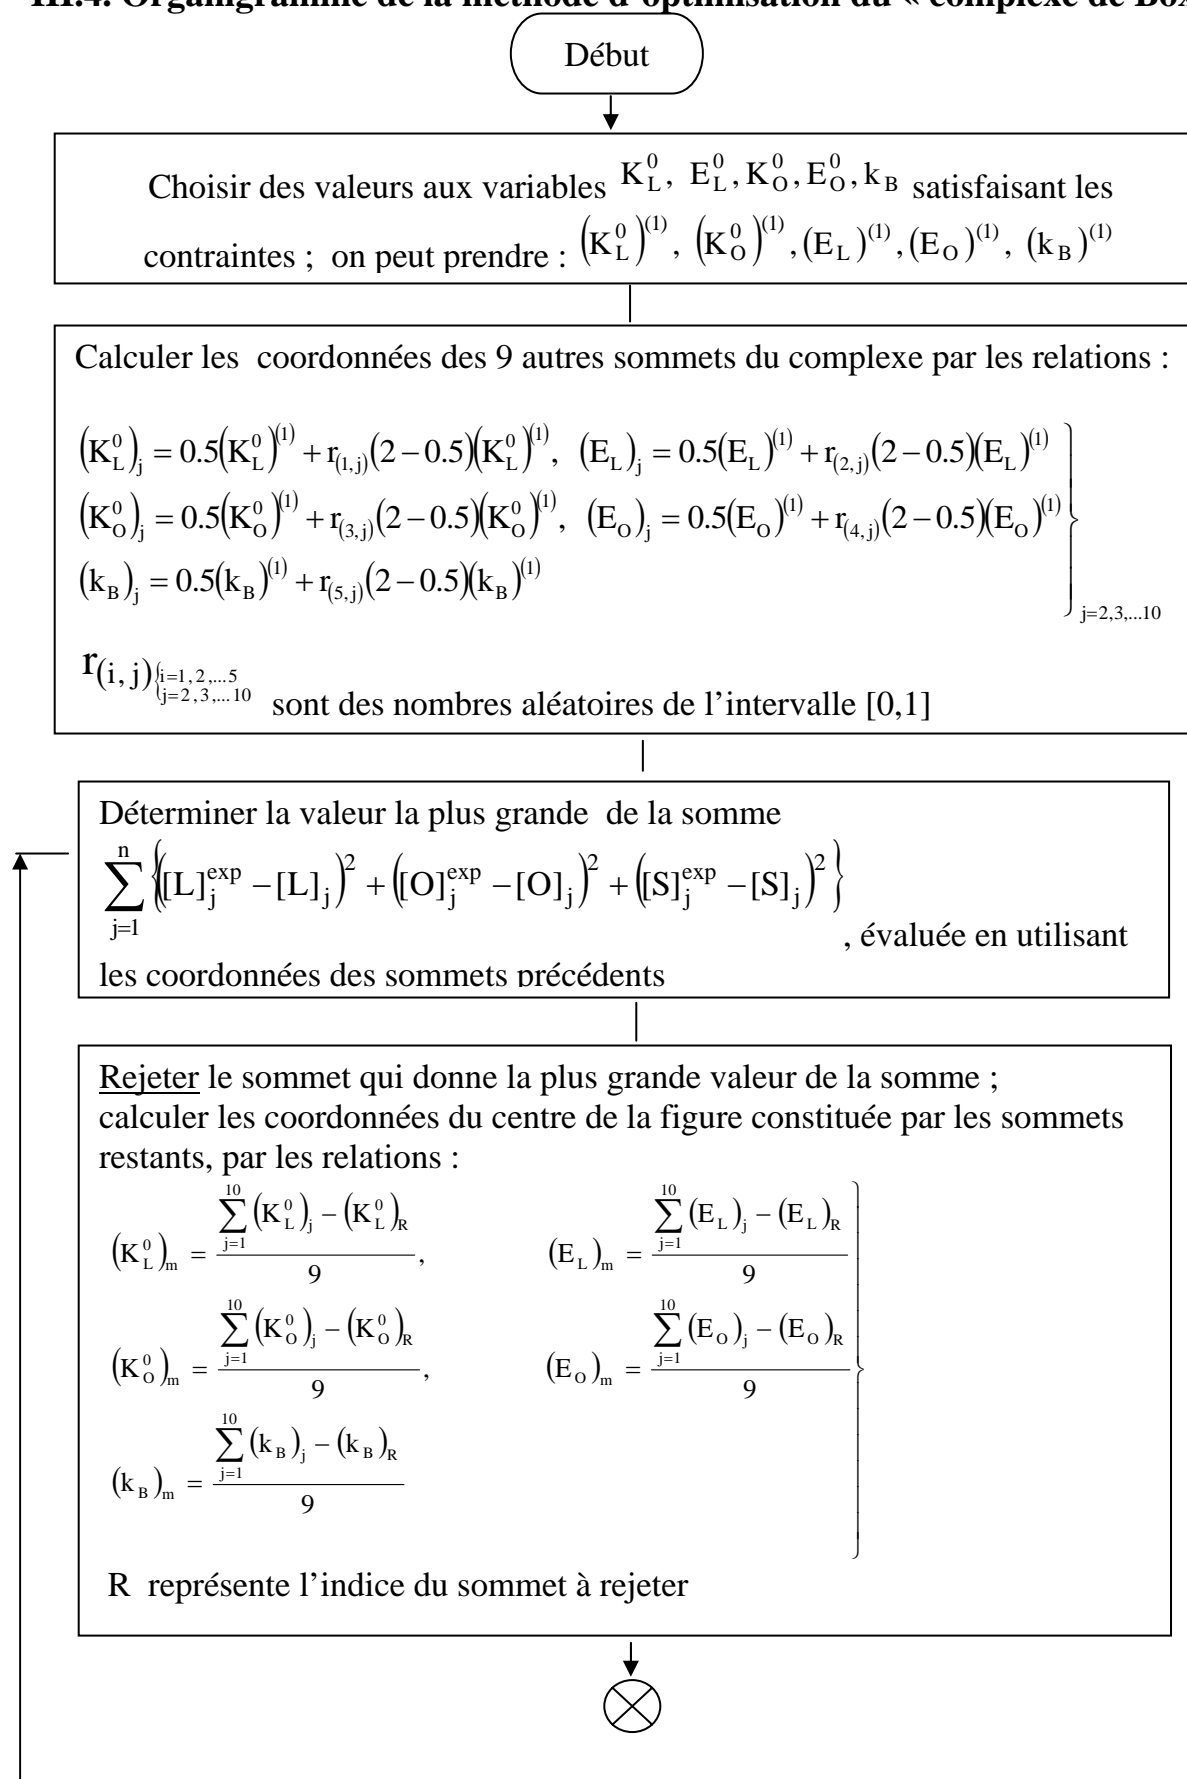 III.4. Organigramme de la méthode d'optimisation du « complexe de Box
Début
Choisir des valeurs aux variables K_L^0, E_L^0, K_O^0, E_O^0, k_B satisfaisant les
contraintes ; on peut prendre : (K_L^0)^(1), (K_O^0)^(1), (E_L)^(1), (E_O)^(1), (k_B)^(1)
Calculer les coordonnées des 9 autres sommets du complexe par les relations :
(K_L^0)_j = 0.5(K_L^0)^(1) + r_(1,j)(2−0.5)(K_L^0)^(1), (E_L)_j = 0.5(E_L)^(1) + r_(2,j)(2−0.5)(E_L)^(1)
(K_O^0)_j = 0.5(K_O^0)^(1) + r_(3,j)(2−0.5)(K_O^0)^(1), (E_O)_j = 0.5(E_O)^(1) + r_(4,j)(2−0.5)(E_O)^(1)
(k_B)_j = 0.5(k_B)^(1) + r_(5,j)(2−0.5)(k_B)^(1)
} j=2,3,...10
r_(i,j) {i=1,2,...5 j=2,3,...10 sont des nombres aléatoires de l'intervalle [0,1]
Déterminer la valeur la plus grande de la somme
∑_{j=1}^{n} {([L]_j^exp − [L]_j)^2 + ([O]_j^exp − [O]_j)^2 + ([S]_j^exp − [S]_j)^2} , évaluée en utilisant
les coordonnées des sommets précédents
Rejeter le sommet qui donne la plus grande valeur de la somme ;
calculer les coordonnées du centre de la figure constituée par les sommets
restants, par les relations :
(K_L^0)_m = (∑_{j=1}^{10} (K_L^0)_j − (K_L^0)_R) / 9, (E_L)_m = (∑_{j=1}^{10} (E_L)_j − (E_L)_R) / 9
(K_O^0)_m = (∑_{j=1}^{10} (K_O^0)_j − (K_O^0)_R) / 9, (E_O)_m = (∑_{j=1}^{10} (E_O)_j − (E_O)_R) / 9
(k_B)_m = (∑_{j=1}^{10} (k_B)_j − (k_B)_R) / 9
R représente l'indice du sommet à rejeter